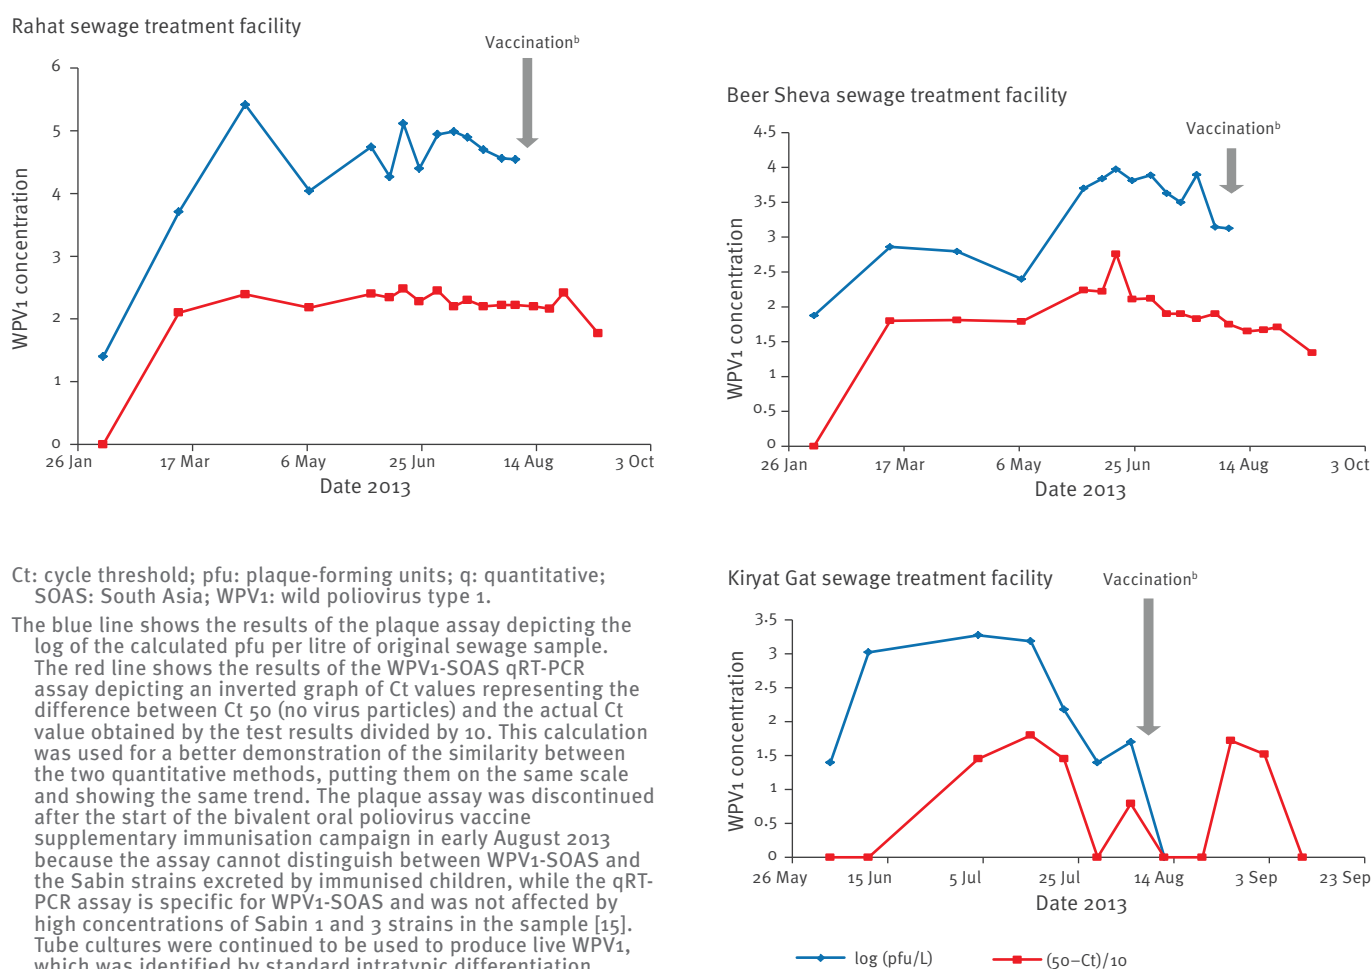 Rahat sewage treatment facility
Vaccinationᵇ
6
5
4
3
2
1
0
WPV1 concentration
26 Jan
17 Mar
6 May
25 Jun
14 Aug
3 Oct
Date 2013
Beer Sheva sewage treatment facility
Vaccinationᵇ
4.5
4
3.5
3
2.5
2
1.5
1
0.5
0
WPV1 concentration
26 Jan
17 Mar
6 May
25 Jun
14 Aug
3 Oct
Date 2013
Ct: cycle threshold; pfu: plaque-forming units; q: quantitative;
SOAS: South Asia; WPV1: wild poliovirus type 1.
The blue line shows the results of the plaque assay depicting the
log of the calculated pfu per litre of original sewage sample.
The red line shows the results of the WPV1-SOAS qRT-PCR
assay depicting an inverted graph of Ct values representing the
difference between Ct 50 (no virus particles) and the actual Ct
value obtained by the test results divided by 10. This calculation
was used for a better demonstration of the similarity between
the two quantitative methods, putting them on the same scale
and showing the same trend. The plaque assay was discontinued
after the start of the bivalent oral poliovirus vaccine
supplementary immunisation campaign in early August 2013
because the assay cannot distinguish between WPV1-SOAS and
the Sabin strains excreted by immunised children, while the qRT-
PCR assay is specific for WPV1-SOAS and was not affected by
high concentrations of Sabin 1 and 3 strains in the sample [15].
Tube cultures were continued to be used to produce live WPV1,
which was identified by standard intratypic differentiation
Kiryat Gat sewage treatment facility
Vaccinationᵇ
3.5
3
2.5
2
1.5
1
0.5
0
WPV1 concentration
26 May
15 Jun
5 Jul
25 Jul
14 Aug
3 Sep
23 Sep
Date 2013
log (pfu/L)
(50–Ct)/10